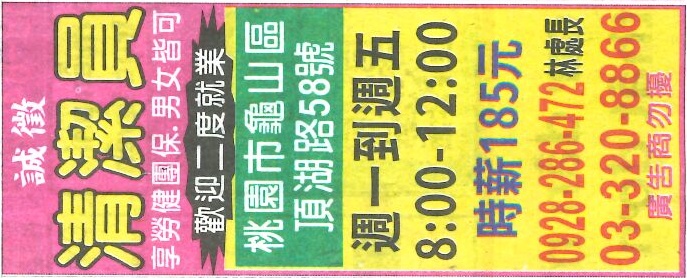 誠徵
清潔員
享勞健團保.男女皆可
歡迎二度就業
桃園市龜山區
頂湖路58號
週一到週五
8:00-12:00
時薪185元
0928-286-472林處長
03-320-8866
廣告商勿擾